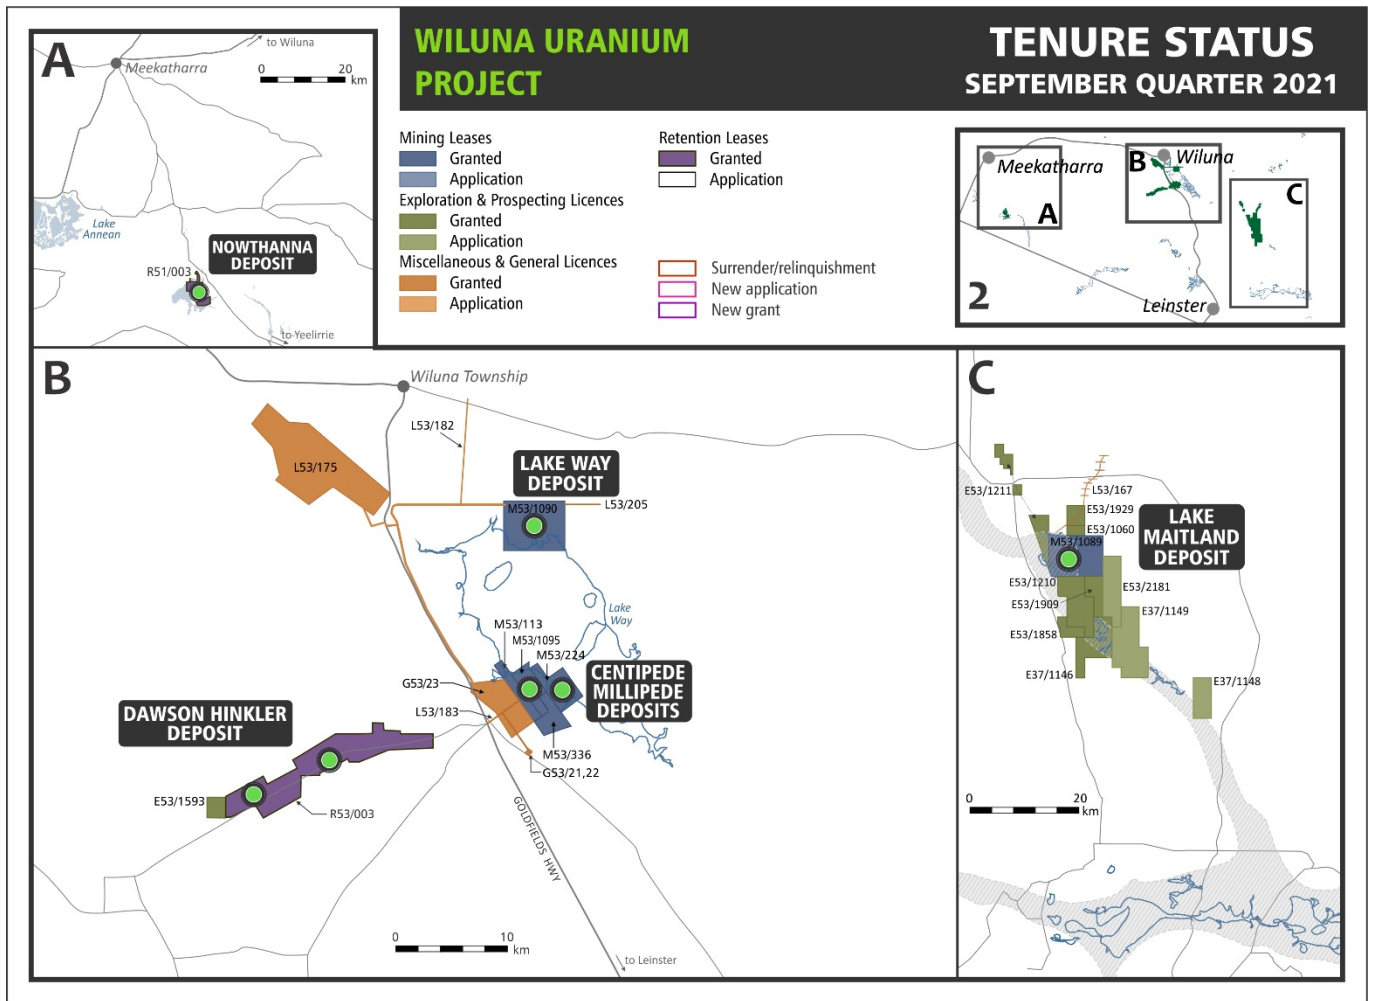 WILUNA URANIUM
PROJECT
TENURE STATUS
SEPTEMBER QUARTER 2021
Mining Leases
Granted
Application
Exploration & Prospecting Licences
Granted
Application
Miscellaneous & General Licences
Granted
Application
Retention Leases
Granted
Application
Surrender/relinquishment
New application
New grant
A
to Wiluna
Meekatharra
0 20
km
Lake
Annean
NOWTHANNA
DEPOSIT
R51/003
to Yeelirrie
Meekatharra
B
Wiluna
C
A
2
Leinster
B
Wiluna Township
L53/182
L53/175
LAKE WAY
DEPOSIT
M53/1090
L53/205
Lake
Way
M53/113
M53/1095
M53/224
G53/23
CENTIPEDE
MILLIPEDE
DEPOSITS
L53/183
DAWSON HINKLER
DEPOSIT
M53/336
G53/21,22
E53/1593
R53/003
GOLDFIELDS HWY
0 10
km
to Leinster
C
E53/1211
L53/167
E53/1929
E53/1060
LAKE
MAITLAND
DEPOSIT
M53/1089
E53/1210
E53/2181
E53/1909
E37/1149
E53/1858
E37/1146
E37/1148
0 20
km